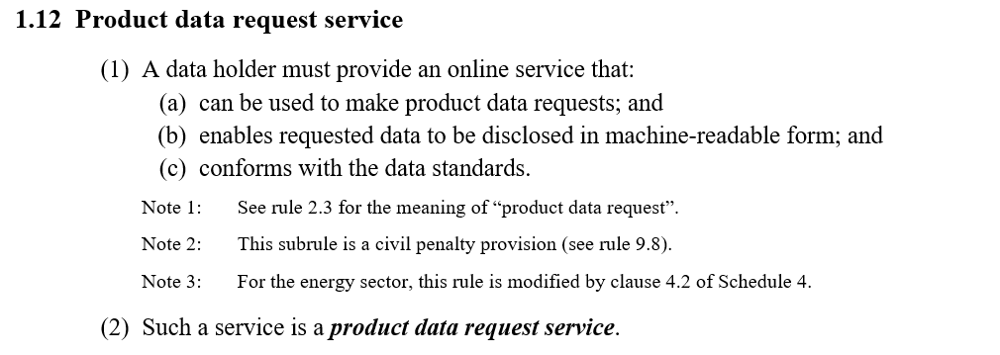 1.12 Product data request service
(1) A data holder must provide an online service that:
(a) can be used to make product data requests; and
(b) enables requested data to be disclosed in machine-readable form; and
(c) conforms with the data standards.
Note 1: See rule 2.3 for the meaning of “product data request”.
Note 2: This subrule is a civil penalty provision (see rule 9.8).
Note 3: For the energy sector, this rule is modified by clause 4.2 of Schedule 4.
(2) Such a service is a product data request service.